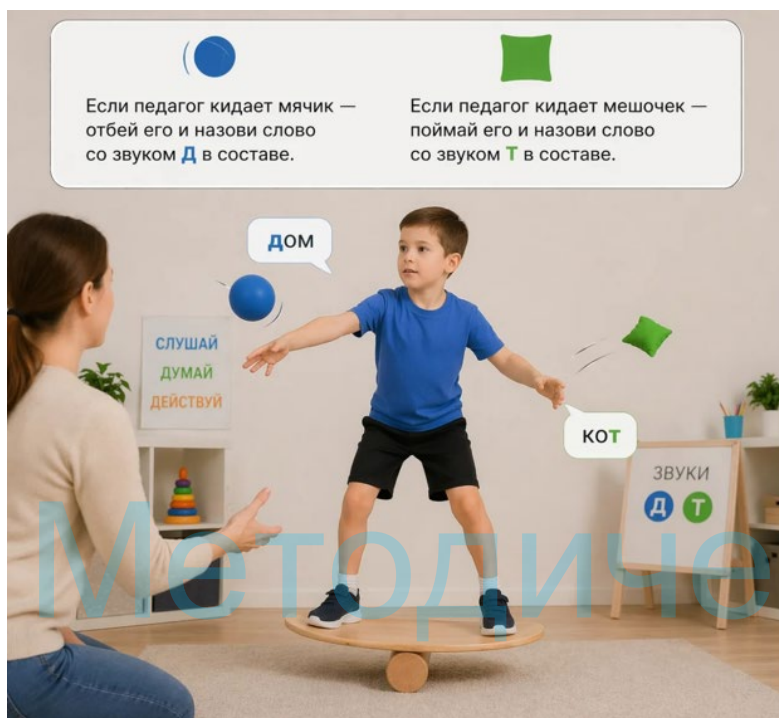 Если педагог кидает мячик —
отбей его и назови слово
со звуком Д в составе.
Если педагог кидает мешочек —
поймай его и назови слово
со звуком Т в составе.
ДОМ
СЛУШАЙ
ДУМАЙ
ДЕЙСТВУЙ
КОТ
ЗВУКИ
Д Т
Методиче